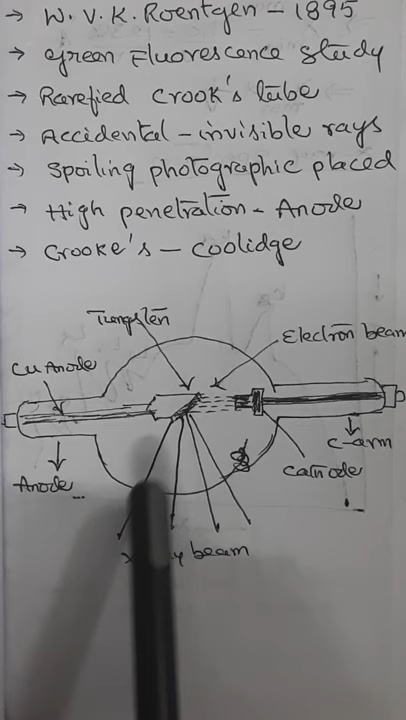 → W. V. K. Roentgen - 1895
→ Green Fluorescence study
→ Rarefied Crook's tube
→ Accidental - invisible rays
→ Spoiling photographic placed
→ High penetration - Anode
→ Crooke's - Coolidge
Tungsten
Electron beam
Cu Anode
C-arm
Cathode
Anode
beam